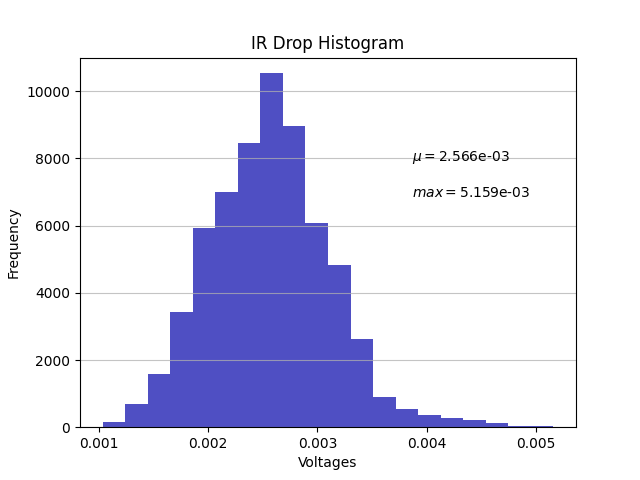 IR Drop Histogram
10000
8000
6000
4000
2000
0
Frequency
μ = 2.566e-03
max = 5.159e-03
0.001 0.002 0.003 0.004 0.005
Voltages